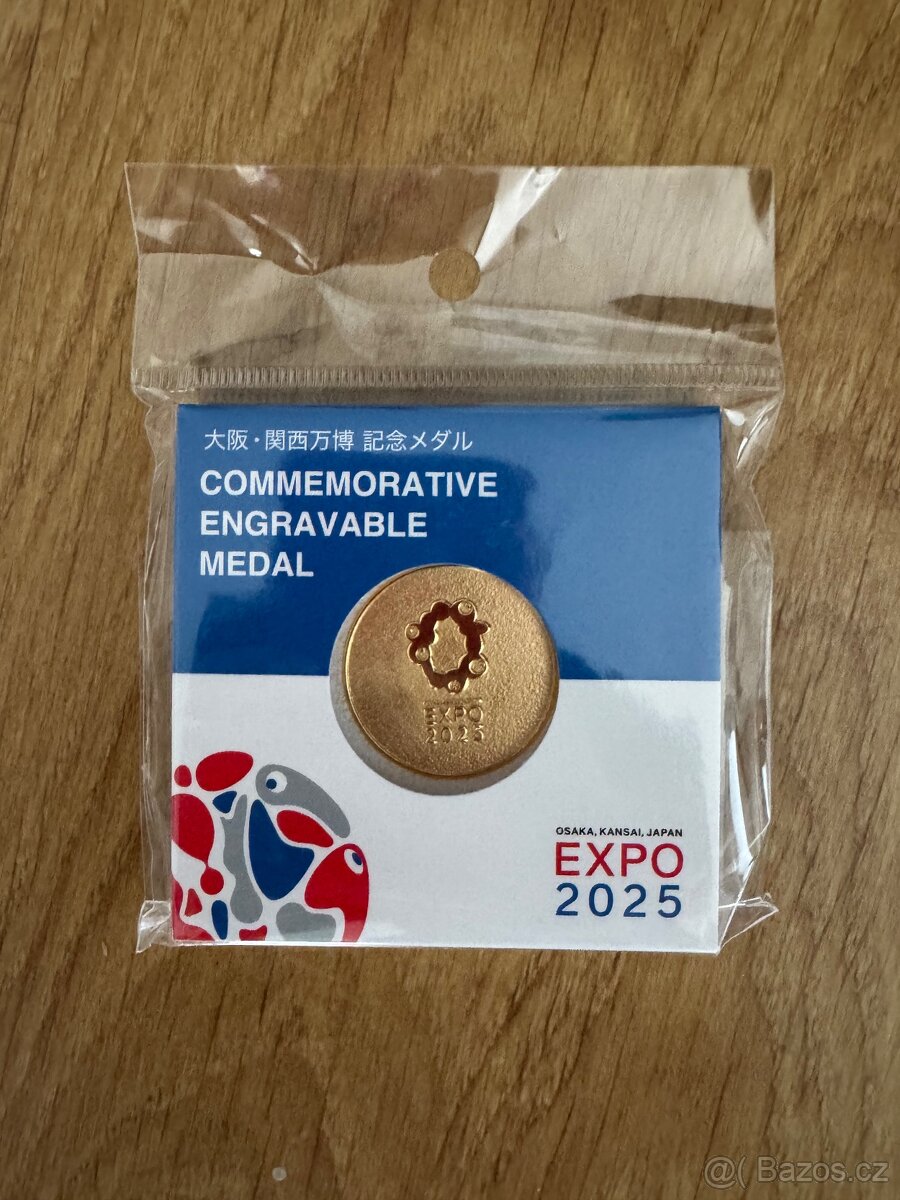 大阪・関西万博 記念メダル
COMMEMORATIVE
ENGRAVABLE
MEDAL
EXPO
2025
OSAKA, KANSAI, JAPAN
EXPO
2025
@( Bazos.cz